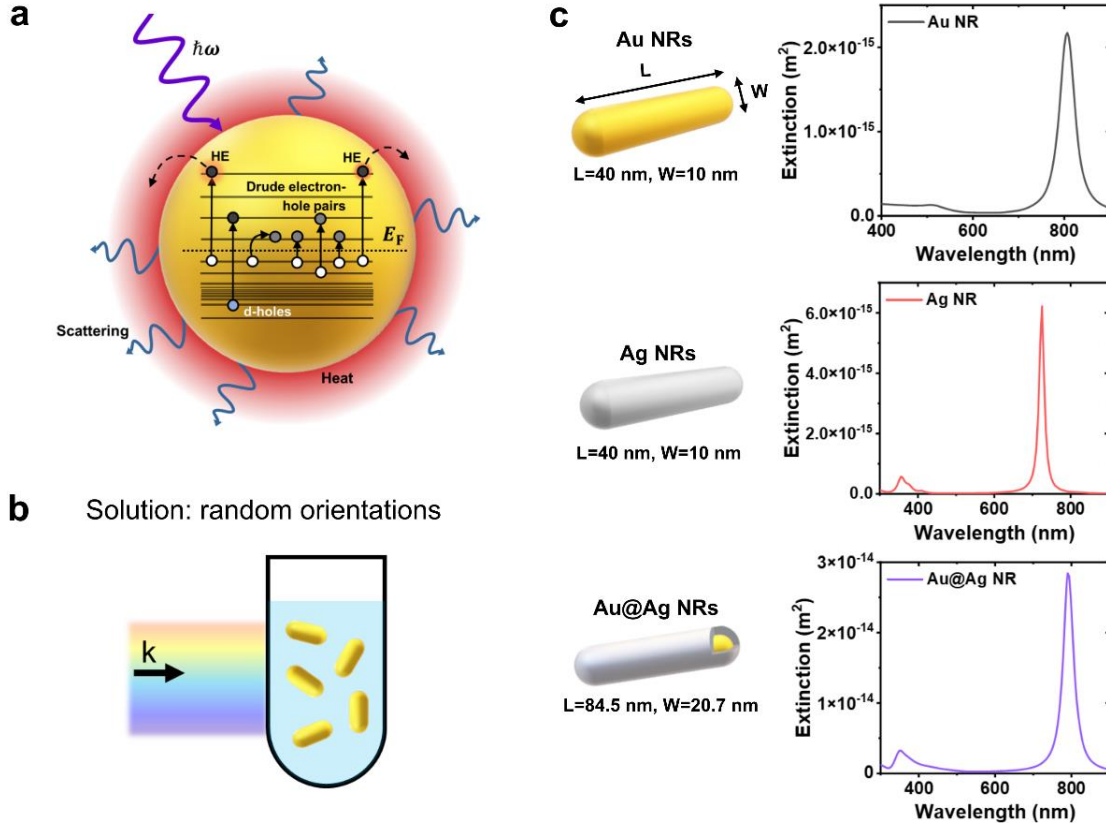 a
ħω
HE
HE
Drude electron-
hole pairs
E_F
d-holes
Scattering
Heat
b
Solution: random orientations
k
c
Au NRs
L
W
L=40 nm, W=10 nm
Extinction (m²)
2.0×10⁻¹⁵
1.0×10⁻¹⁵
0.0
Au NR
400
600
800
Wavelength (nm)
Ag NRs
L=40 nm, W=10 nm
Extinction (m²)
6.0×10⁻¹⁵
4.0×10⁻¹⁵
2.0×10⁻¹⁵
0.0
Ag NR
400
600
800
Wavelength (nm)
Au@Ag NRs
L=84.5 nm, W=20.7 nm
Extinction (m²)
3×10⁻¹⁴
2×10⁻¹⁴
1×10⁻¹⁴
0
Au@Ag NR
400
600
800
Wavelength (nm)